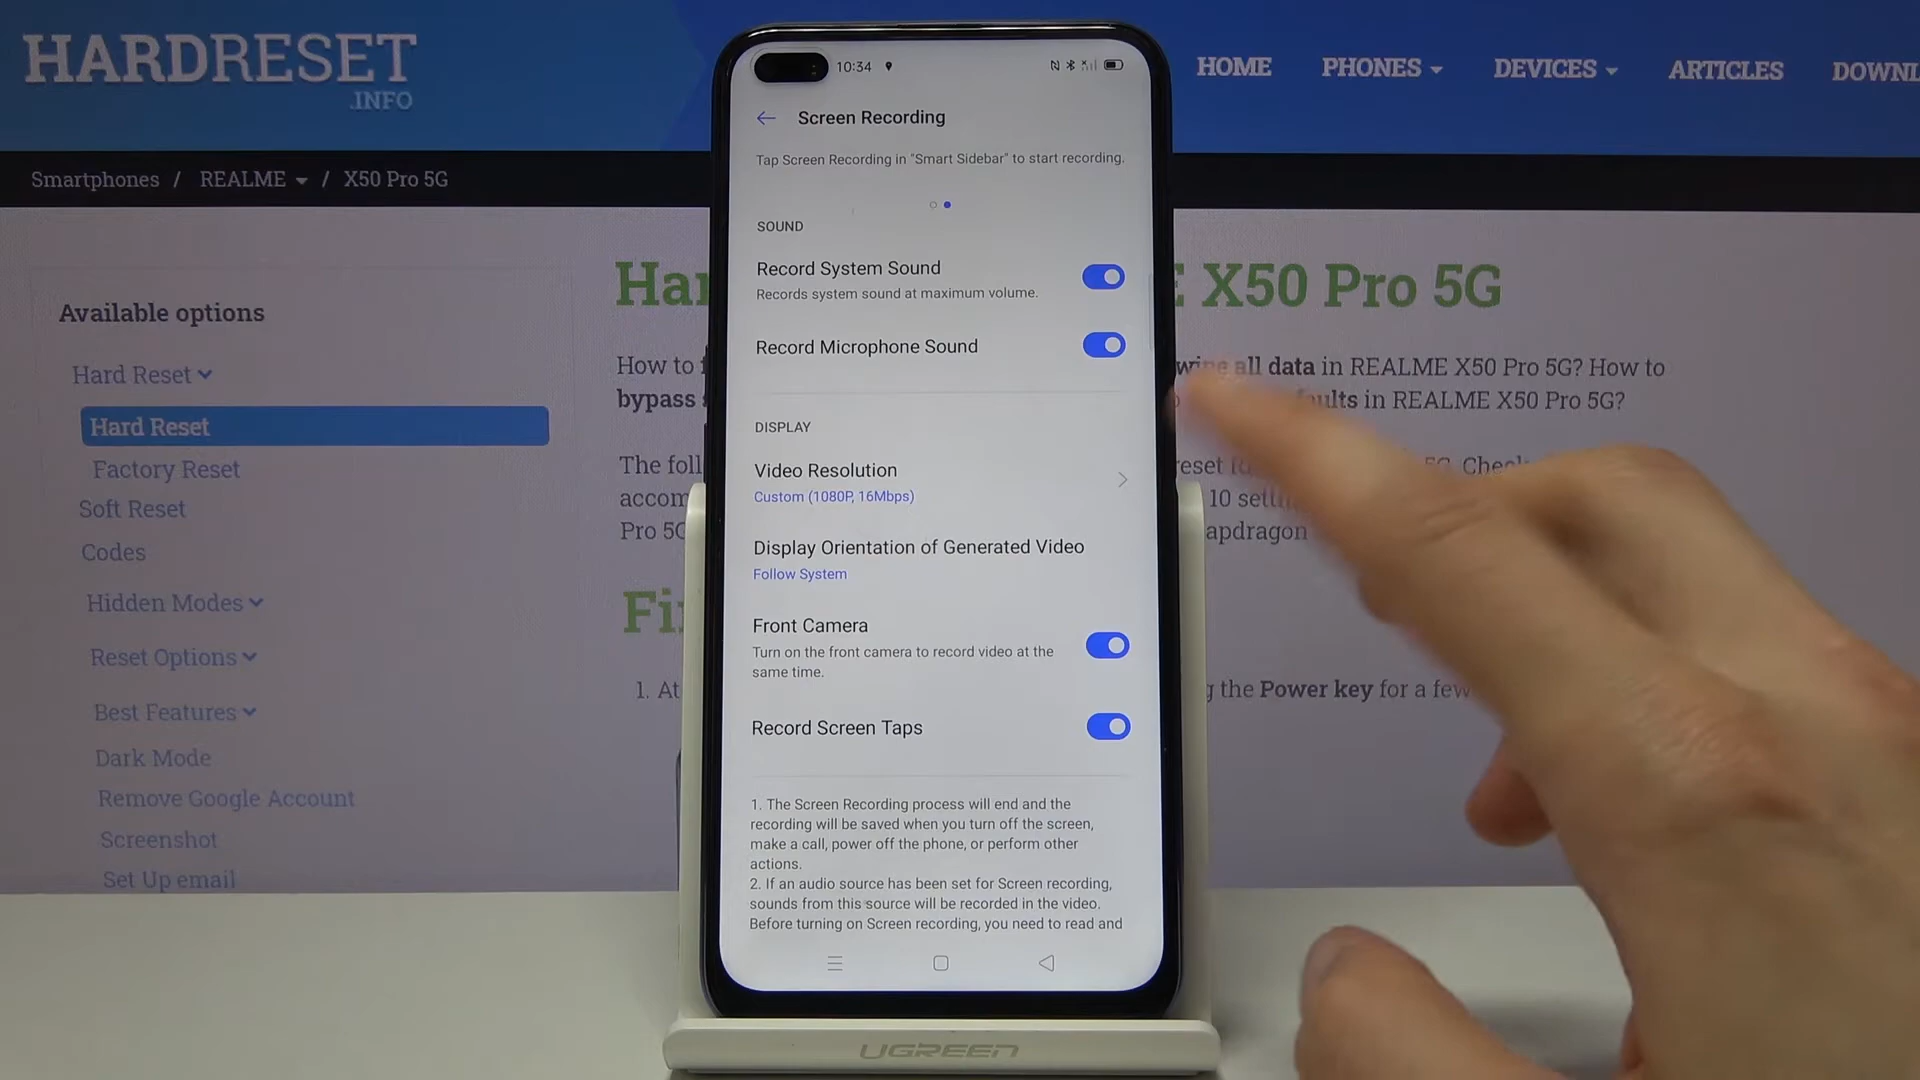 HARDRESET
.INFO
HOME
PHONES
DEVICES
ARTICLES
Smartphones / REALME / X50 Pro 5G
Available options
Hard Reset
Hard Reset
Factory Reset
Soft Reset
Codes
Hidden Modes
Reset Options
Best Features
Dark Mode
Remove Google Account
Screenshot
Set Up email
X50 Pro 5G
How to
all data in REALME X50 Pro 5G? How to
bypass
in REALME X50 Pro 5G?
The
10
Pro 5G
1. At
the Power key for a few
10:34
Screen Recording
Tap Screen Recording in "Smart Sidebar" to start recording.
SOUND
Record System Sound
Records system sound at maximum volume.
Record Microphone Sound
DISPLAY
Video Resolution
Custom (1080P, 16Mbps)
Display Orientation of Generated Video
Follow System
Front Camera
Turn on the front camera to record video at the
same time.
Record Screen Taps
1. The Screen Recording process will end and the
recording will be saved when you turn off the screen,
make a call, power off the phone, or perform other
actions.
2. If an audio source has been set for Screen recording,
sounds from this source will be recorded in the video.
Before turning on Screen recording, you need to read and
UGREEN